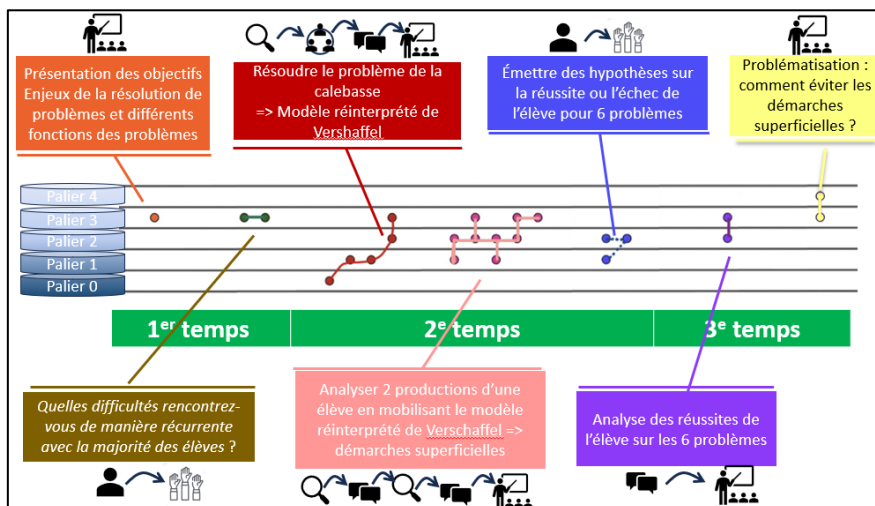 Présentation des objectifs
Enjeux de la résolution de
problèmes et différents
fonctions des problèmes
Résoudre le problème de la
calebasse
=> Modèle réinterprété de
Vershaffel
Émettre des hypothèses sur
la réussite ou l'échec de
l'élève pour 6 problèmes
Problématisation :
comment éviter les
démarches
superficielles ?
Palier 4
Palier 3
Palier 2
Palier 1
Palier 0
1er temps
2e temps
3e temps
Quelles difficultés rencontrez-
vous de manière récurrente
avec la majorité des élèves ?
Analyser 2 productions d'une
élève en mobilisant le modèle
réinterprété de Verschaffel =>
démarches superficielles
Analyse des réussites de
l'élève sur les 6 problèmes